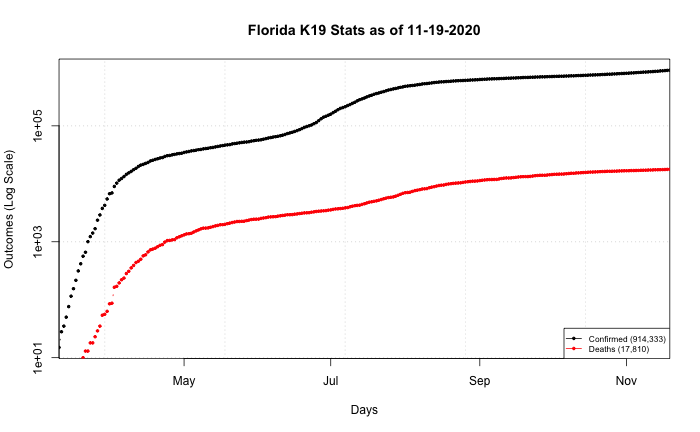 Florida K19 Stats as of 11-19-2020
Outcomes (Log Scale)
1e+05
1e+03
1e+01
May
Jul
Sep
Nov
Days
Confirmed (914,333)
Deaths (17,810)